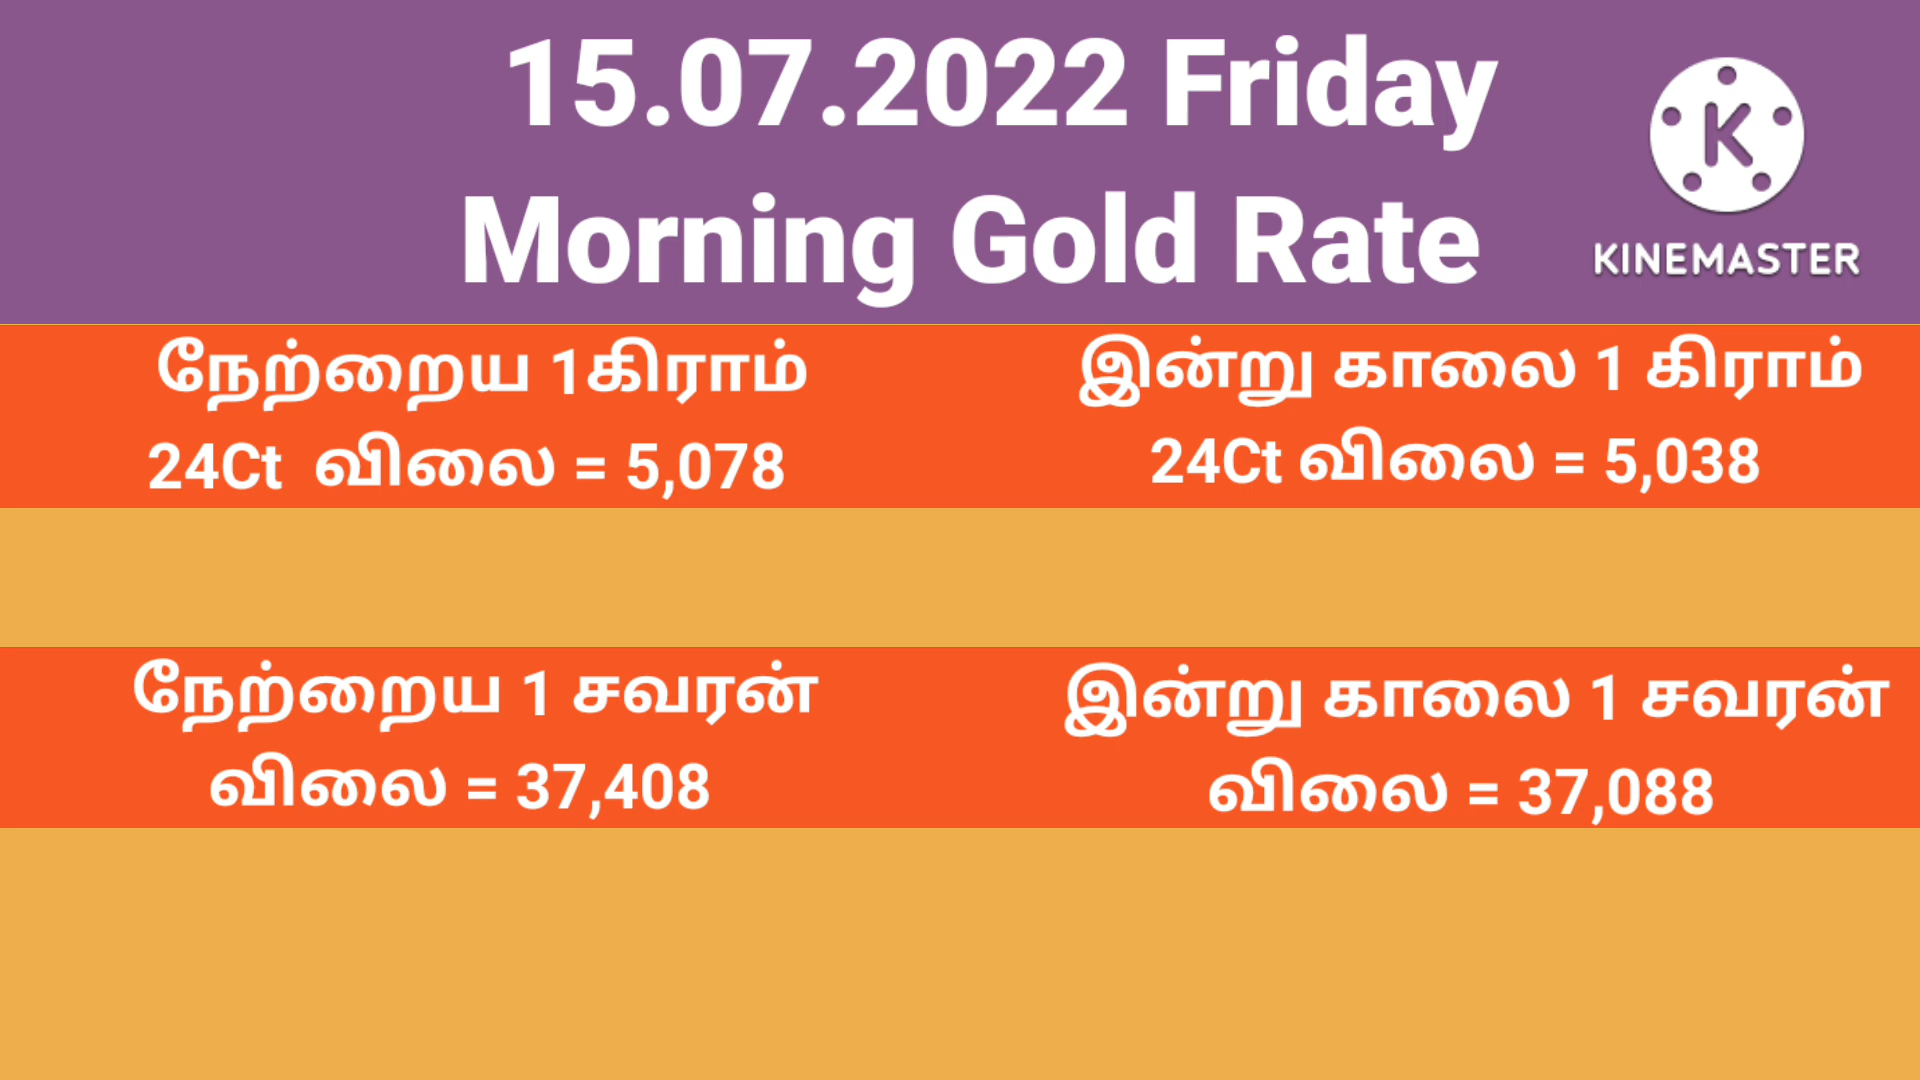 15.07.2022 Friday
Morning Gold Rate
KINEMASTER
நேற்றைய 1கிராம்
24Ct விலை = 5,078
இன்று காலை 1 கிராம்
24Ct விலை = 5,038
நேற்றைய 1 சவரன்
விலை = 37,408
இன்று காலை 1 சவரன்
விலை = 37,088